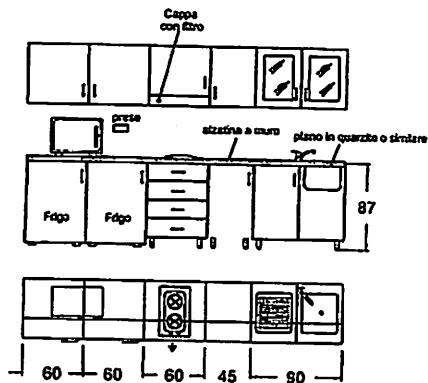 Cappa
con filtro
prese
alzatina a muro
piano in quarzite o similare
Frigo
Frigo
87
60
60
60
45
90